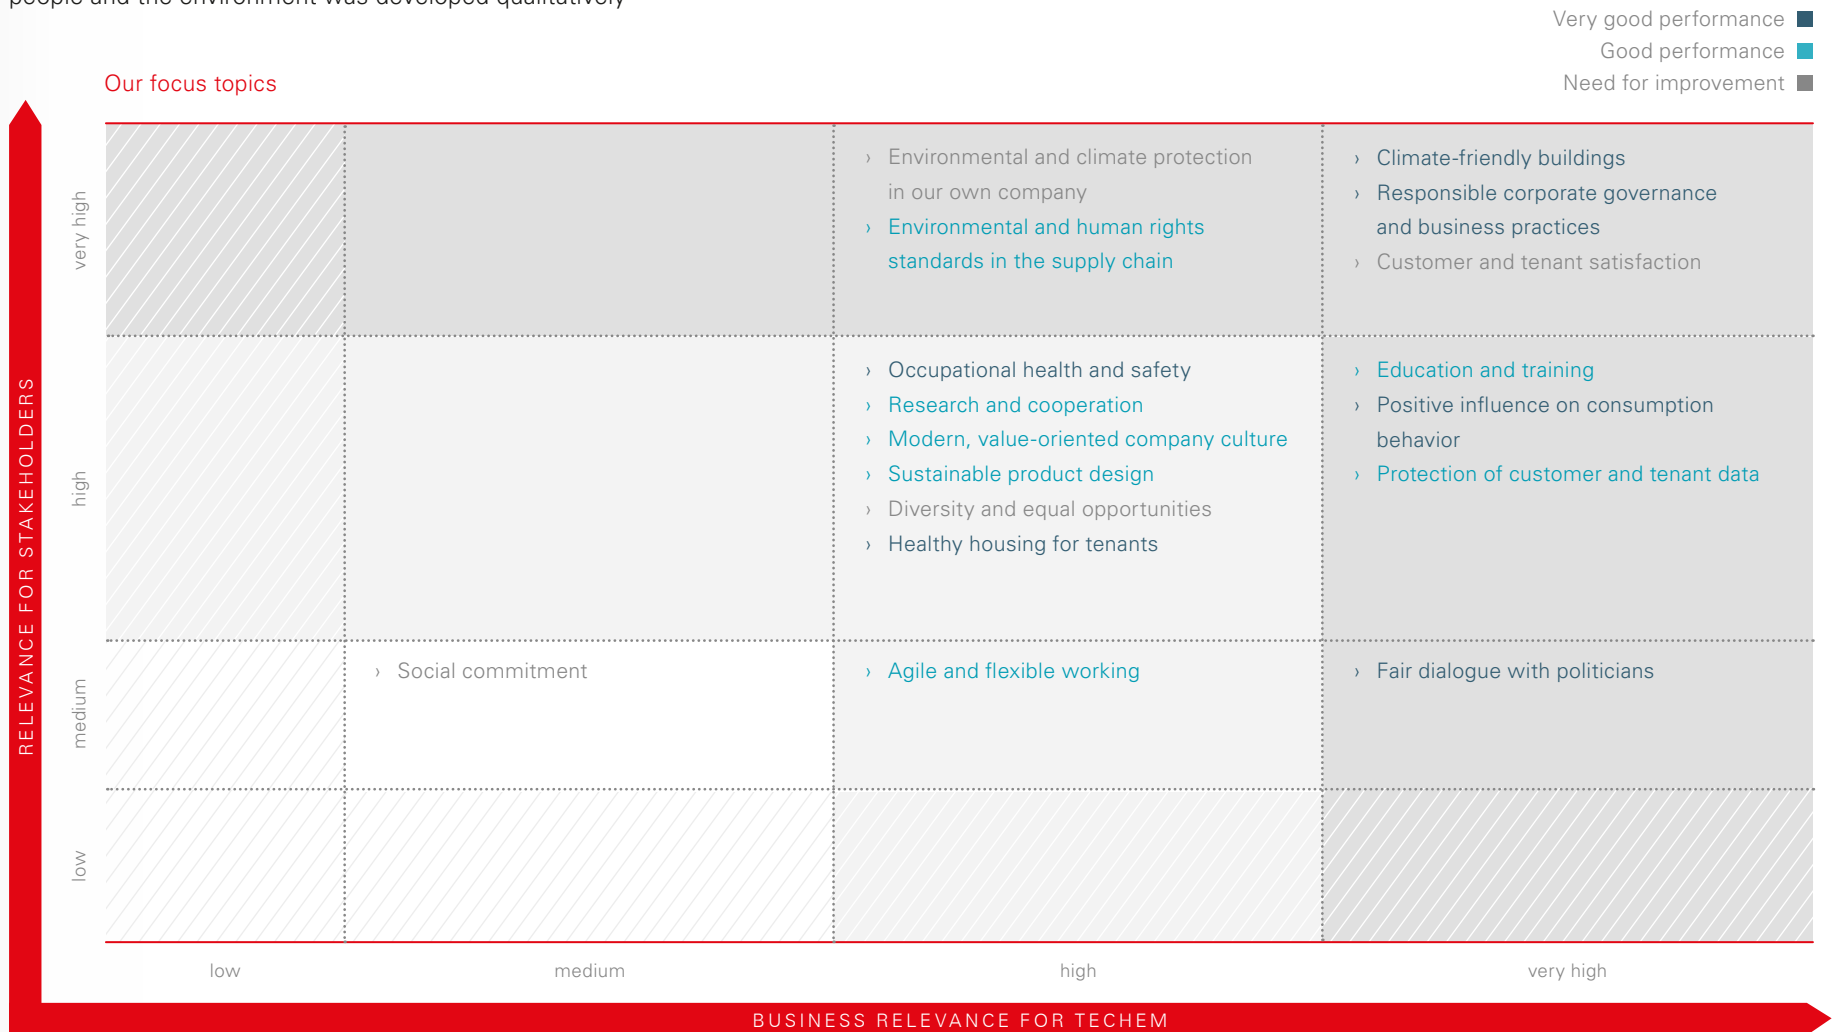 people and the environment was developed qualitatively
Very good performance
Good performance
Need for improvement
Our focus topics
RELEVANCE FOR STAKEHOLDERS
very high
› Environmental and climate protection
in our own company
› Environmental and human rights
standards in the supply chain
› Climate-friendly buildings
› Responsible corporate governance
and business practices
› Customer and tenant satisfaction
high
› Occupational health and safety
› Research and cooperation
› Modern, value-oriented company culture
› Sustainable product design
› Diversity and equal opportunities
› Healthy housing for tenants
› Education and training
› Positive influence on consumption
behavior
› Protection of customer and tenant data
medium
› Social commitment
› Agile and flexible working
› Fair dialogue with politicians
low
low
medium
high
very high
BUSINESS RELEVANCE FOR TECHEM